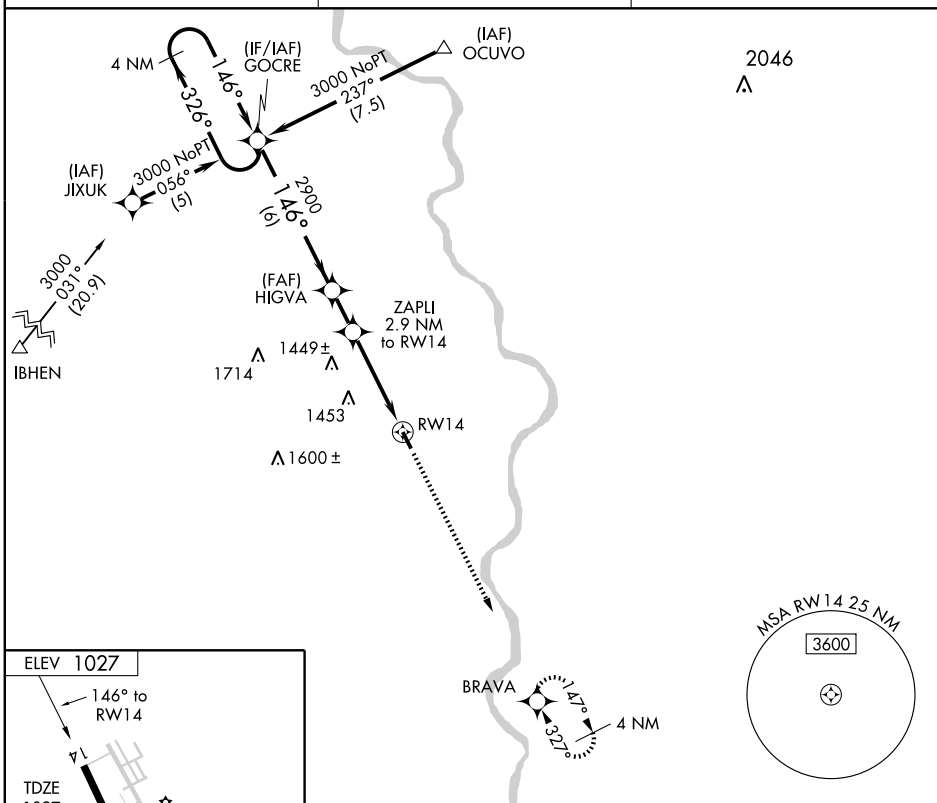 (IF/IAF)
GOCRE
(IAF)
OCUVO
4 NM
146°
326°
3000 NoPT
237°
(7.5)
2046
(IAF)
JIXUK
3000 NoPT
056°
(5)
2900
146°
(6)
3000
031°
(20.9)
IBHEN
(FAF)
HIGVA
ZAPLI
2.9 NM
to RW14
1449±
1714
1453
RW14
1600±
MSA RW14 25 NM
3600
ELEV 1027
146° to
RW14
BRAVA
147°
327°
4 NM
14
TDZE